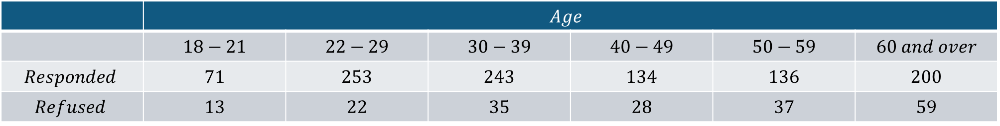 Age
18 − 21 22 − 29 30 − 39 40 − 49 50 − 59 60 and over
Responded 71 253 243 134 136 200
Refused 13 22 35 28 37 59